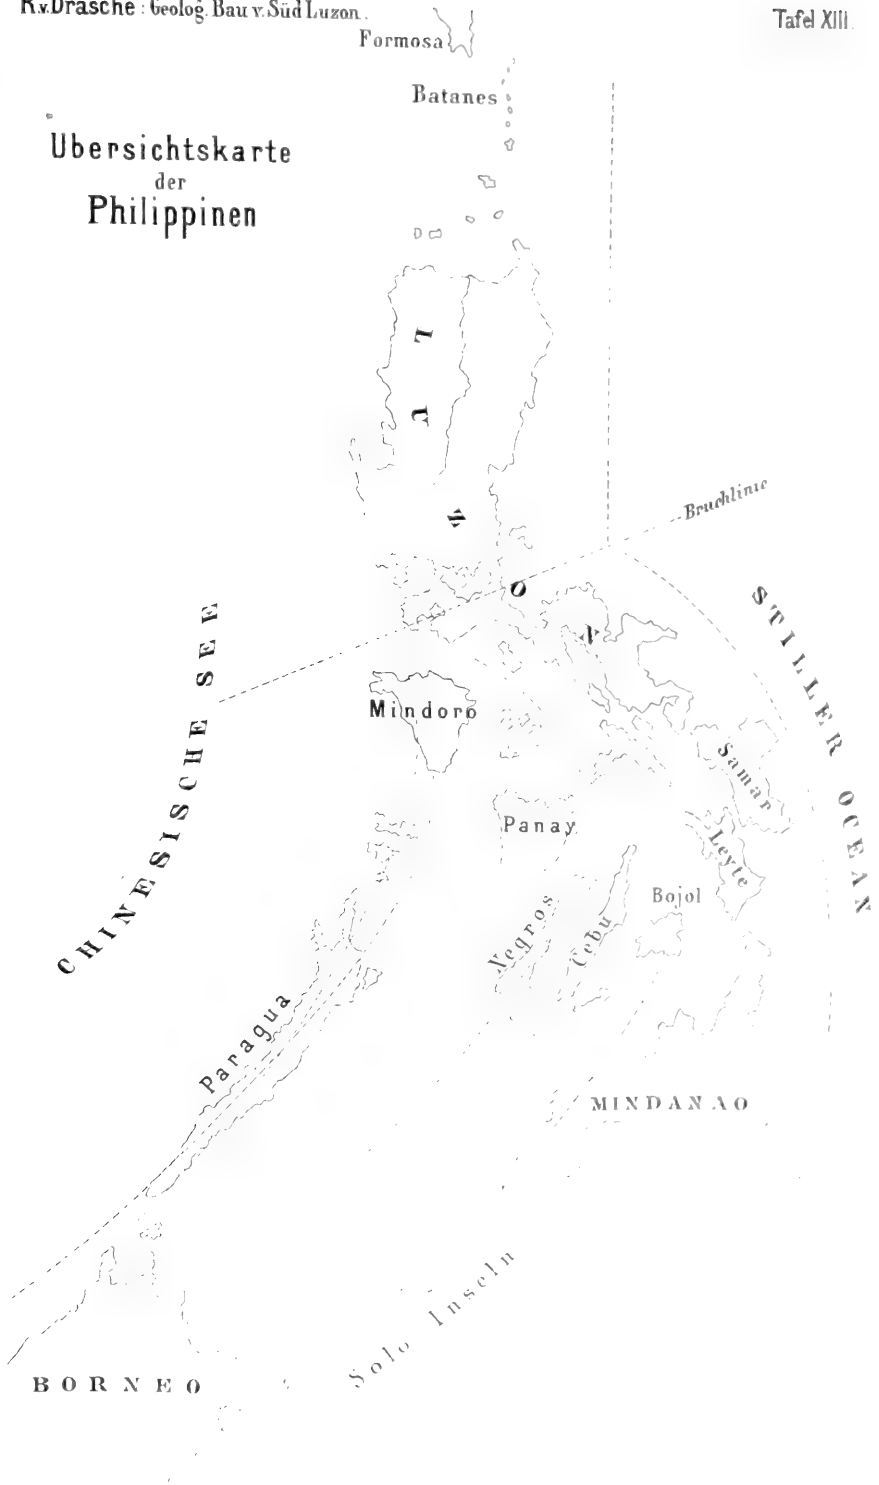 R.v.Drasche: Geolog. Bau v. Süd Luzon.
Tafel XIII.
Formosa
Batanes
Übersichtskarte
der
Philippinen
LUZON
Bruchlinie
CHINESISCHE SEE
STILLER OCEAN
Mindoro
Samar
Panay
Leyte
Negros
Cebu
Bojol
Paragua
MINDANAO
Solo Inseln
BORNEO